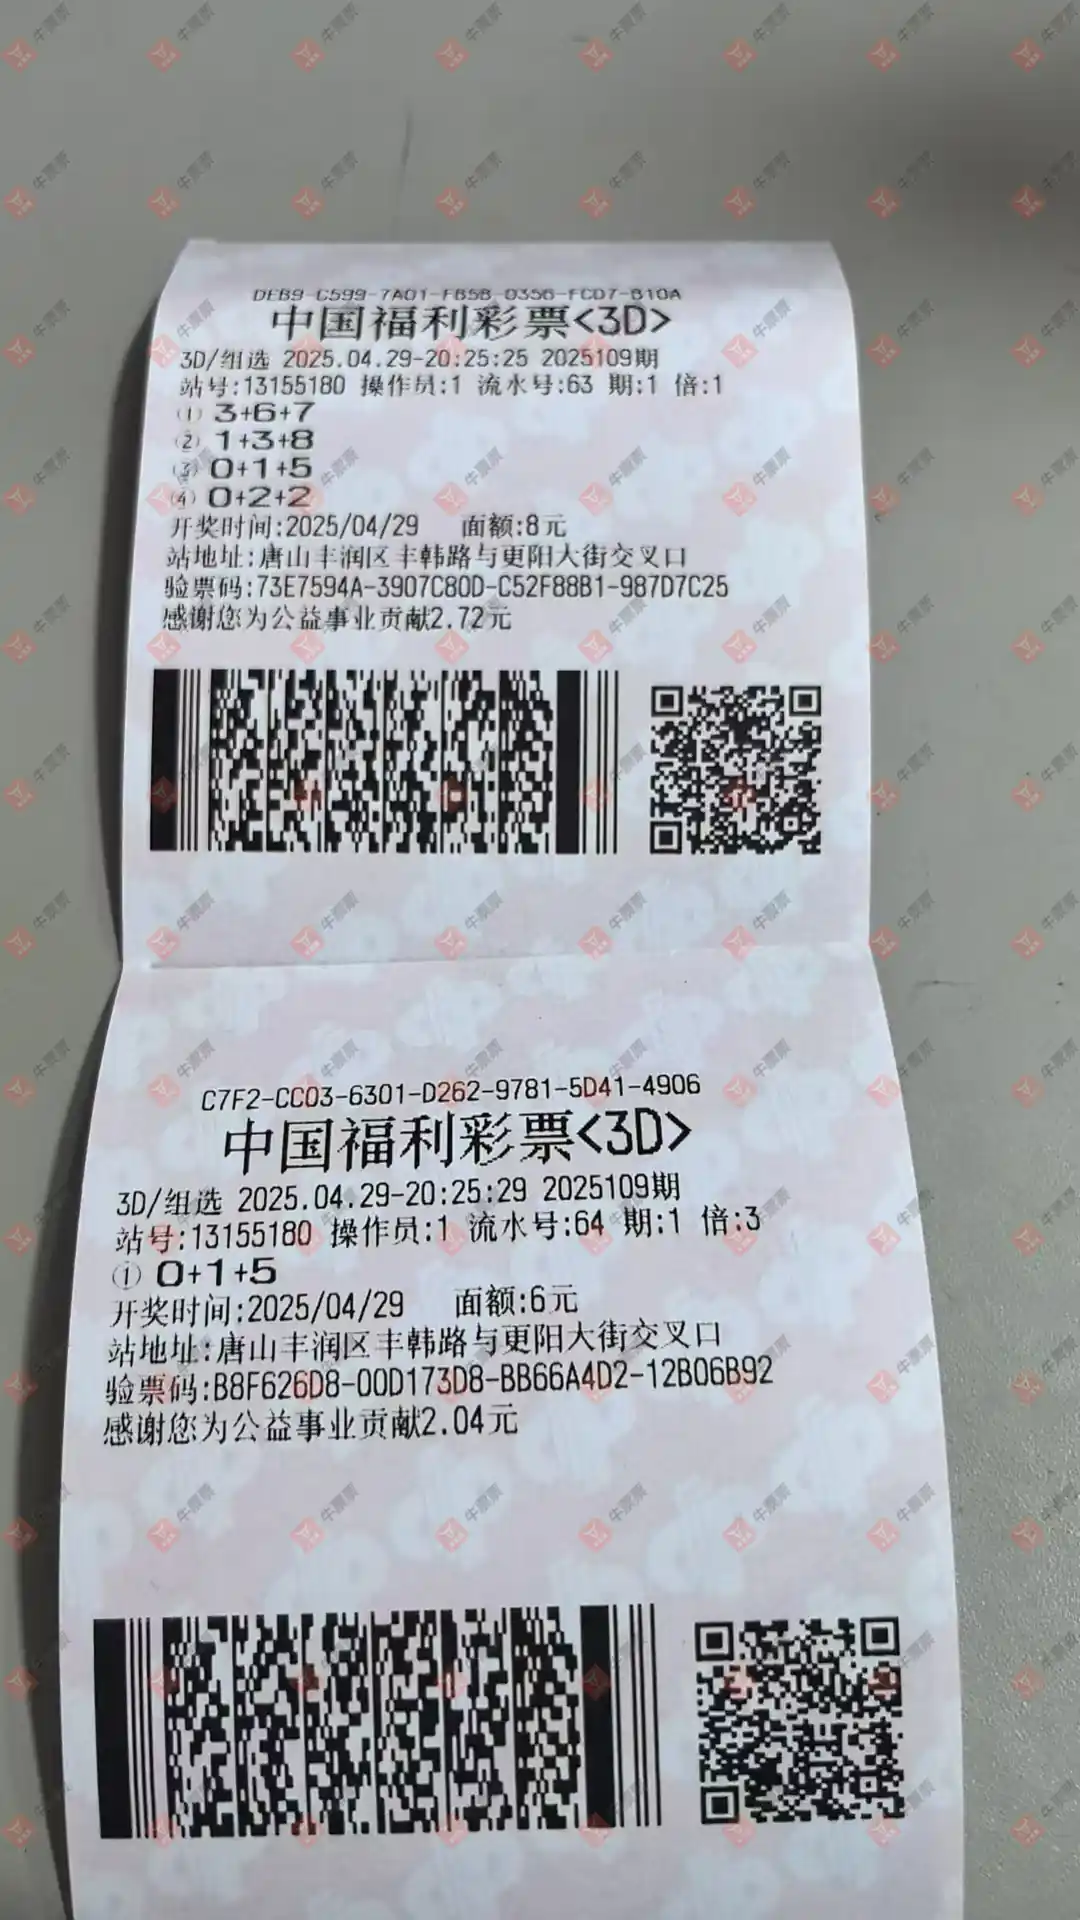 DEB9-C599-7A01-FB5B-0356-FCD7-B10A
中国福利彩票<3D>
3D/组选 2025.04.29-20:25:25 2025109期
站号:13155180 操作员:1 流水号:63 期:1 倍:1
① 3+6+7
② 1+3+8
③ 0+1+5
④ 0+2+2
开奖时间:2025/04/29 面额:8元
站地址:唐山丰润区丰韩路与更阳大街交叉口
验票码:73E7594A-3907C80D-C52F88B1-987D7C25
感谢您为公益事业贡献2.72元
C7F2-CC03-6301-D262-9781-5D41-4906
中国福利彩票<3D>
3D/组选 2025.04.29-20:25:29 2025109期
站号:13155180 操作员:1 流水号:64 期:1 倍:3
① 0+1+5
开奖时间:2025/04/29 面额:6元
站地址:唐山丰润区丰韩路与更阳大街交叉口
验票码:B8F626D8-00D173D8-BB66A4D2-12B06B92
感谢您为公益事业贡献2.04元
牛票票